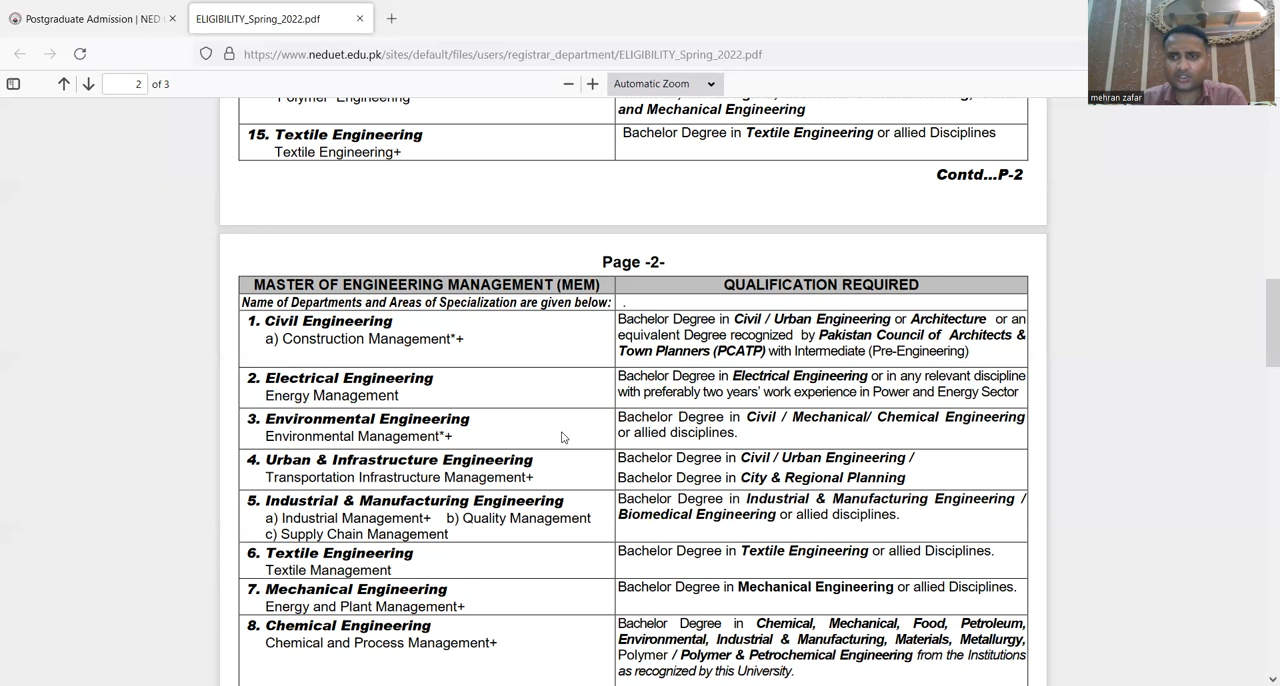 Postgraduate Admission | NED
ELIGIBILITY_Spring_2022.pdf
https://www.neduet.edu.pk/sites/default/files/users/registrar_department/ELIGIBILITY_Spring_2022.pdf
2 of 3
Automatic Zoom
mehran zafar
Polymer Engineering
and Mechanical Engineering
15. Textile Engineering
Textile Engineering+
Bachelor Degree in Textile Engineering or allied Disciplines
Contd...P-2
Page -2-
MASTER OF ENGINEERING MANAGEMENT (MEM)
QUALIFICATION REQUIRED
Name of Departments and Areas of Specialization are given below:
.
1. Civil Engineering
a) Construction Management*+
Bachelor Degree in Civil / Urban Engineering or Architecture or an
equivalent Degree recognized by Pakistan Council of Architects &
Town Planners (PCATP) with Intermediate (Pre-Engineering)
2. Electrical Engineering
Energy Management
Bachelor Degree in Electrical Engineering or in any relevant discipline
with preferably two years' work experience in Power and Energy Sector
3. Environmental Engineering
Environmental Management*+
Bachelor Degree in Civil / Mechanical/ Chemical Engineering
or allied disciplines.
4. Urban & Infrastructure Engineering
Transportation Infrastructure Management+
Bachelor Degree in Civil / Urban Engineering /
Bachelor Degree in City & Regional Planning
5. Industrial & Manufacturing Engineering
a) Industrial Management+ b) Quality Management
c) Supply Chain Management
Bachelor Degree in Industrial & Manufacturing Engineering /
Biomedical Engineering or allied disciplines.
6. Textile Engineering
Textile Management
Bachelor Degree in Textile Engineering or allied Disciplines.
7. Mechanical Engineering
Energy and Plant Management+
Bachelor Degree in Mechanical Engineering or allied Disciplines.
8. Chemical Engineering
Chemical and Process Management+
Bachelor Degree in Chemical, Mechanical, Food, Petroleum,
Environmental, Industrial & Manufacturing, Materials, Metallurgy,
Polymer / Polymer & Petrochemical Engineering from the Institutions
as recognized by this University.